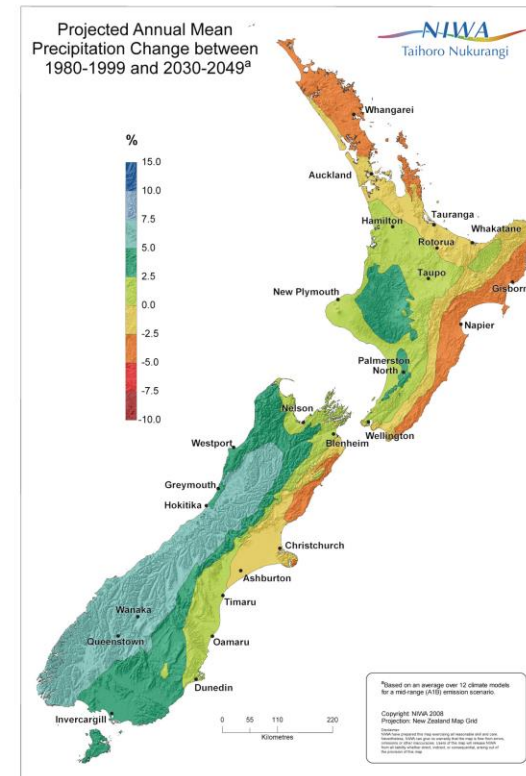 Projected Annual Mean
Precipitation Change between
1980-1999 and 2030-2049ª
NIWA
Taihoro Nukurangi
%
15.0
10.0
7.5
5.0
2.5
0.0
-2.5
-5.0
-7.5
-10.0
Whangarei
Auckland
Tauranga
Hamilton
Whakatane
Rotorua
Taupo
Gisborn
New Plymouth
Napier
Palmerston
North
Nelson
Wellington
Blenheim
Westport
Greymouth
Hokitika
Christchurch
Ashburton
Wanaka
Timaru
Queenstown
Oamaru
Dunedin
Invercargill
0 55 110 220
Kilometres
ªBased on an average over 12 climate models
for a mid-range (A1B) emission scenario.
Copyright: NIWA 2008
Projection: New Zealand Map Grid
Disclaimer: